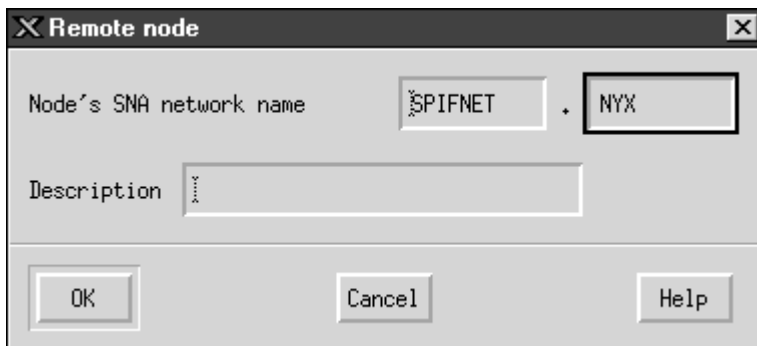 Remote node
Node's SNA network name SPIFNET . NYX
Description
OK Cancel Help